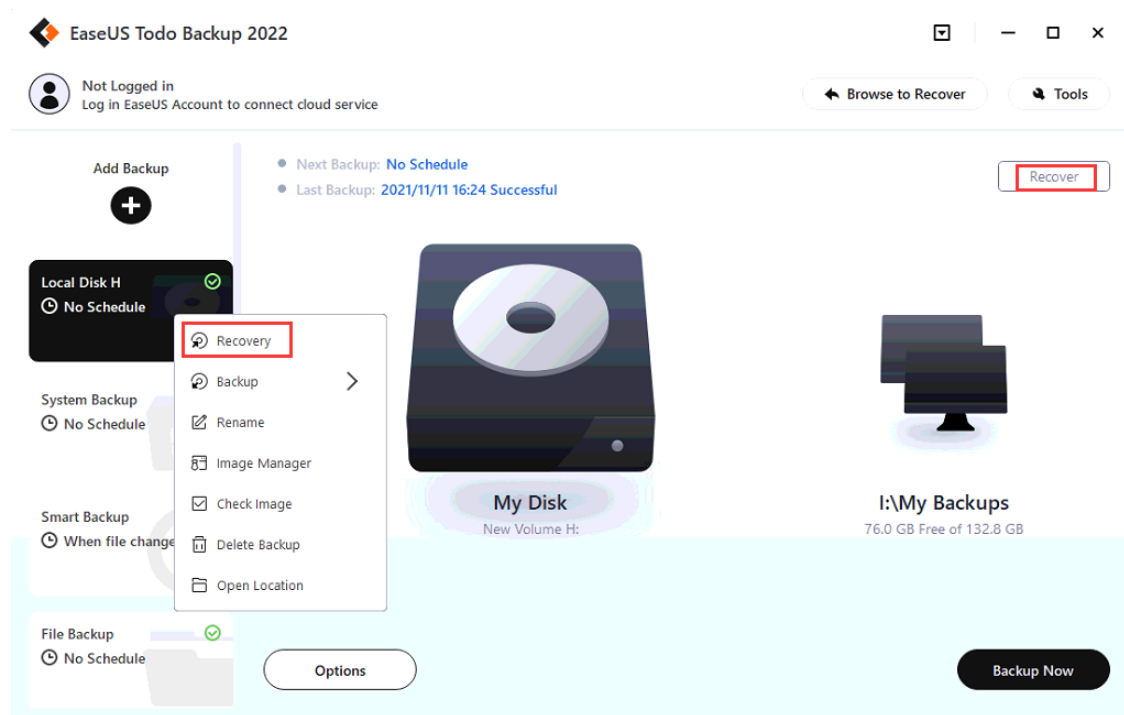 EaseUS Todo Backup 2022
Not Logged in
Log in EaseUS Account to connect cloud service
Browse to Recover
Tools
Add Backup
Next Backup: No Schedule
Last Backup: 2021/11/11 16:24 Successful
Recover
Local Disk H
No Schedule
Recovery
Backup
Rename
Image Manager
Check Image
Delete Backup
Open Location
System Backup
No Schedule
Smart Backup
When file change
File Backup
No Schedule
My Disk
New Volume H:
I:\My Backups
76.0 GB Free of 132.8 GB
Options
Backup Now